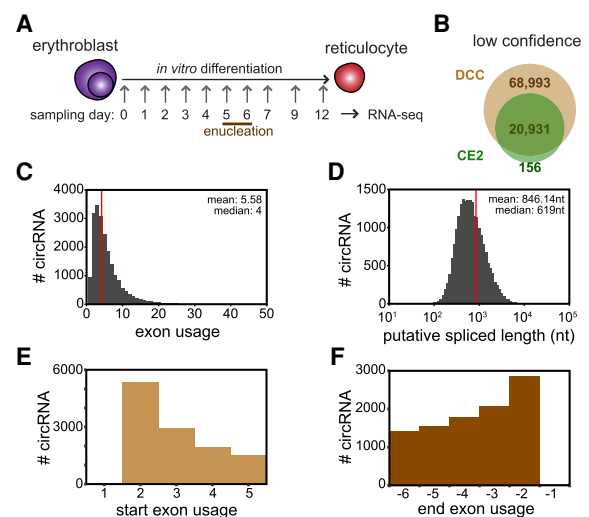 A
erythroblast
reticulocyte
in vitro differentiation
sampling day: 0 1 2 3 4 5 6 7 9 12 → RNA-seq
enucleation
B
low confidence
DCC
68,993
20,931
CE2
156
C
4000
3000
2000
1000
0
# circRNA
mean: 5.58
median: 4
0 10 20 30 40 50
exon usage
D
1500
1000
500
0
# circRNA
mean: 846.14nt
median: 619nt
10¹ 10² 10³ 10⁴ 10⁵
putative spliced length (nt)
E
6000
3000
0
# circRNA
1 2 3 4 5
start exon usage
F
3000
2000
1000
0
# circRNA
-6 -5 -4 -3 -2 -1
end exon usage